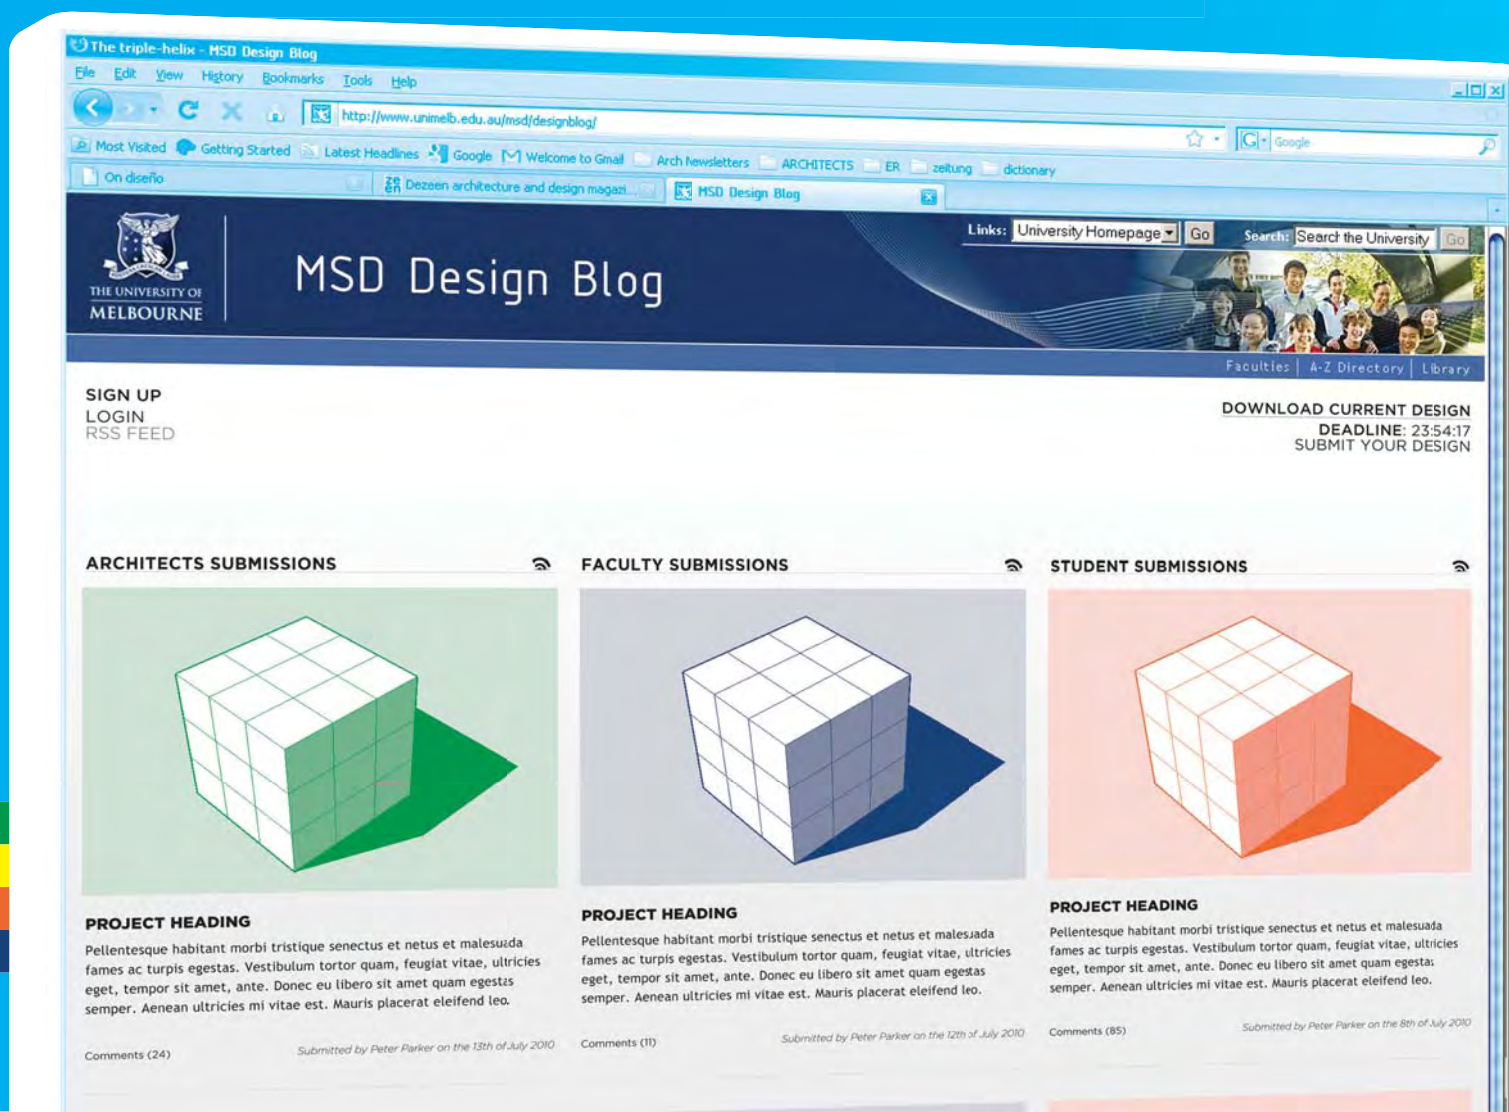 The triple-helix - MSD Design Blog
File Edit View History Bookmarks Tools Help
http://www.unimelb.edu.au/msd/designblog/
G Google
Most Visited Getting Started Latest Headlines Google Welcome to Gmail Arch Newsletters ARCHITECTS ER zeitung dictionary
On diseño
ze en Dezeen architecture and design magazi...
MSD Design Blog
Links: University Homepage Go Search: Search the University Go
THE UNIVERSITY OF
MELBOURNE
MSD Design Blog
Faculties | A-Z Directory | Library
SIGN UP
LOGIN
RSS FEED
DOWNLOAD CURRENT DESIGN
DEADLINE: 23:54:17
SUBMIT YOUR DESIGN
ARCHITECTS SUBMISSIONS
PROJECT HEADING
Pellentesque habitant morbi tristique senectus et netus et malesuada
fames ac turpis egestas. Vestibulum tortor quam, feugiat vitae, ultricies
eget, tempor sit amet, ante. Donec eu libero sit amet quam egestas
semper. Aenean ultricies mi vitae est. Mauris placerat eleifend leo.
Comments (24)
Submitted by Peter Parker on the 13th of July 2010
FACULTY SUBMISSIONS
PROJECT HEADING
Pellentesque habitant morbi tristique senectus et netus et malesuada
fames ac turpis egestas. Vestibulum tortor quam, feugiat vitae, ultricies
eget, tempor sit amet, ante. Donec eu libero sit amet quam egestas
semper. Aenean ultricies mi vitae est. Mauris placerat eleifend leo.
Comments (11)
Submitted by Peter Parker on the 12th of July 2010
STUDENT SUBMISSIONS
PROJECT HEADING
Pellentesque habitant morbi tristique senectus et netus et malesuada
fames ac turpis egestas. Vestibulum tortor quam, feugiat vitae, ultricies
eget, tempor sit amet, ante. Donec eu libero sit amet quam egestas
semper. Aenean ultricies mi vitae est. Mauris placerat eleifend leo.
Comments (85)
Submitted by Peter Parker on the 8th of July 2010